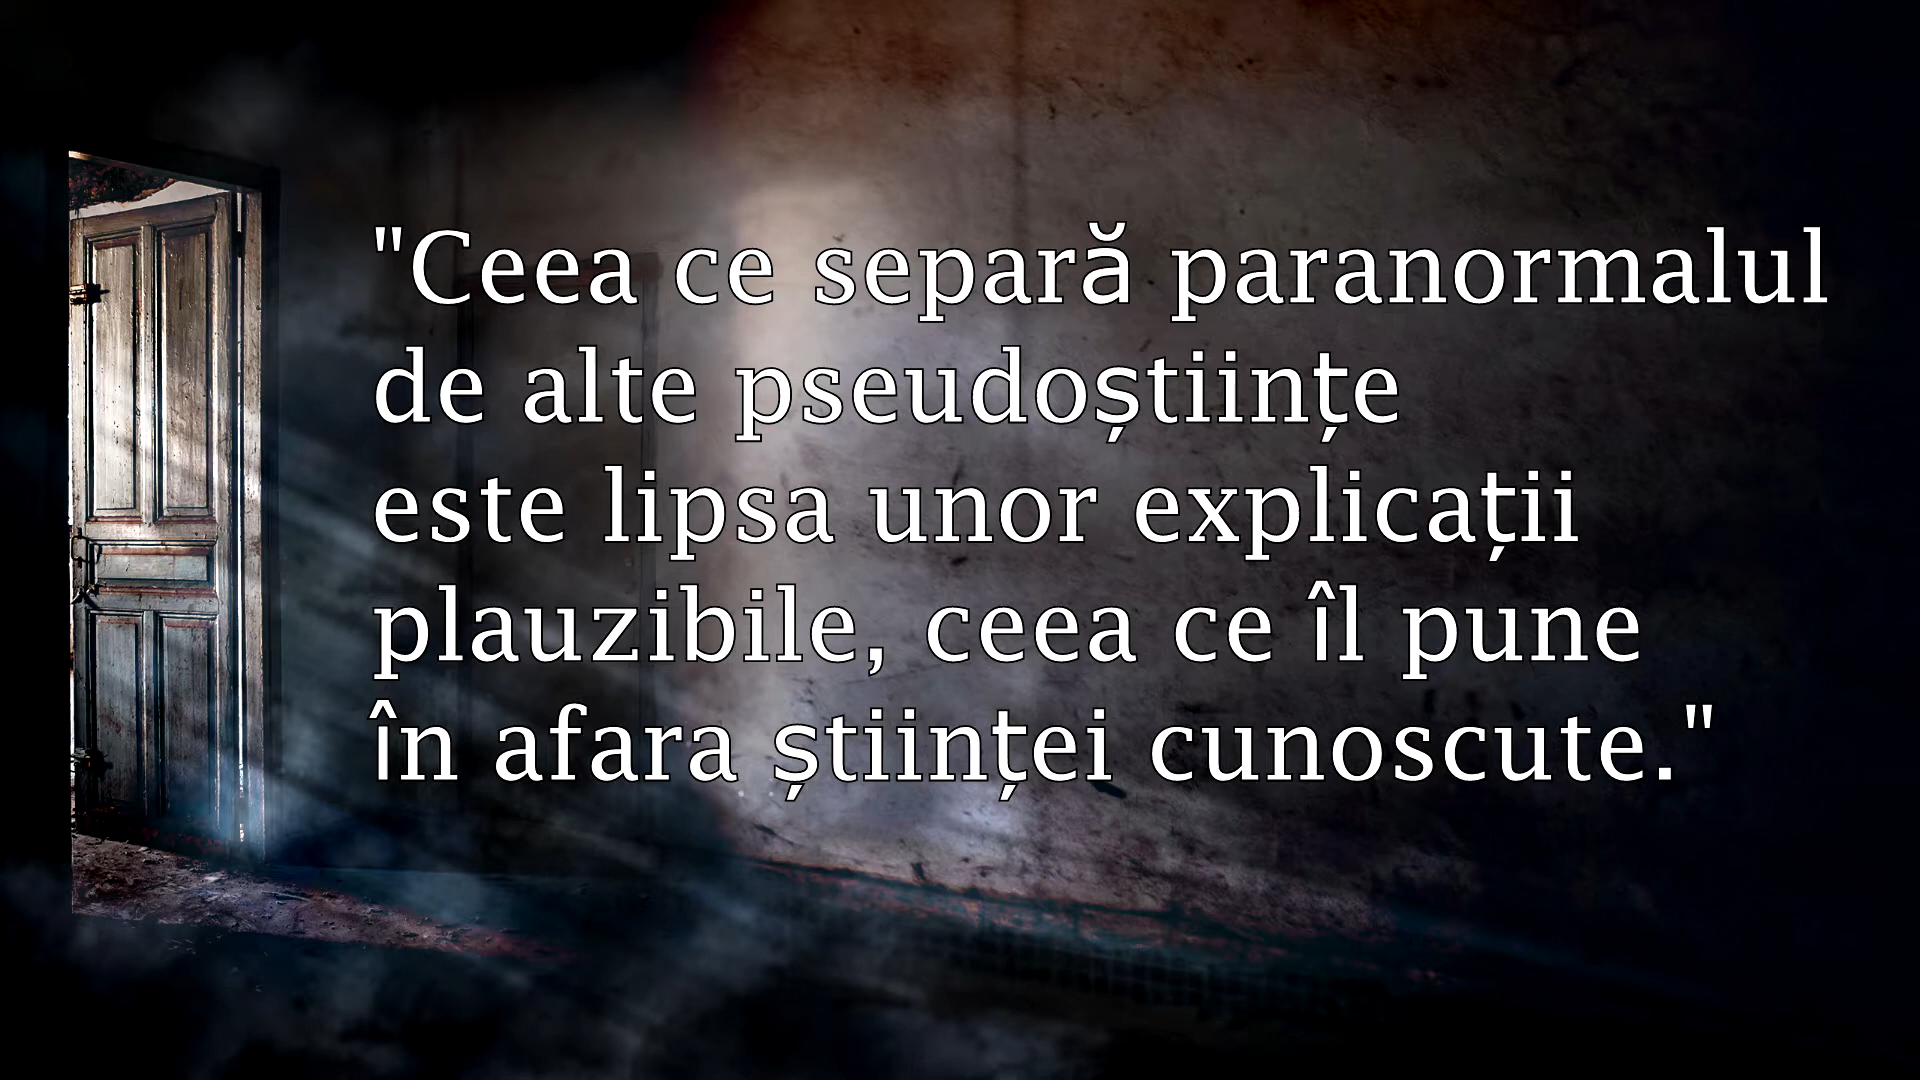 "Ceea ce separă paranormalul
de alte pseudoștiințe
este lipsa unor explicații
plauzibile, ceea ce îl pune
în afara științei cunoscute."